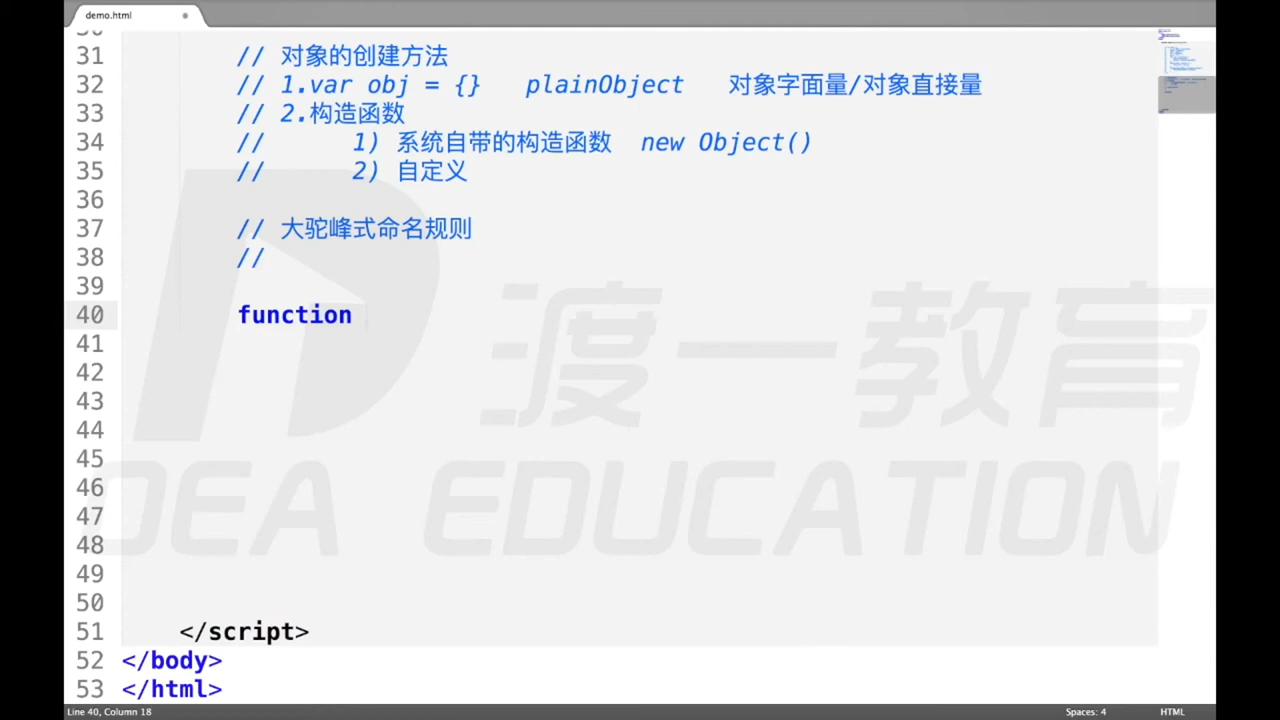 demo.html
31 // 对象的创建方法
32 // 1.var obj = {} plainObject 对象字面量/对象直接量
33 // 2.构造函数
34 // 1) 系统自带的构造函数 new Object()
35 // 2) 自定义
36
37 // 大驼峰式命名规则
38 //
39
40 function
41
42
43
44
45
46
47
48
49
50
51 </script>
52 </body>
53 </html>
渡一教育
DEA EDUCATION
Line 40, Column 18 Spaces: 4 HTML